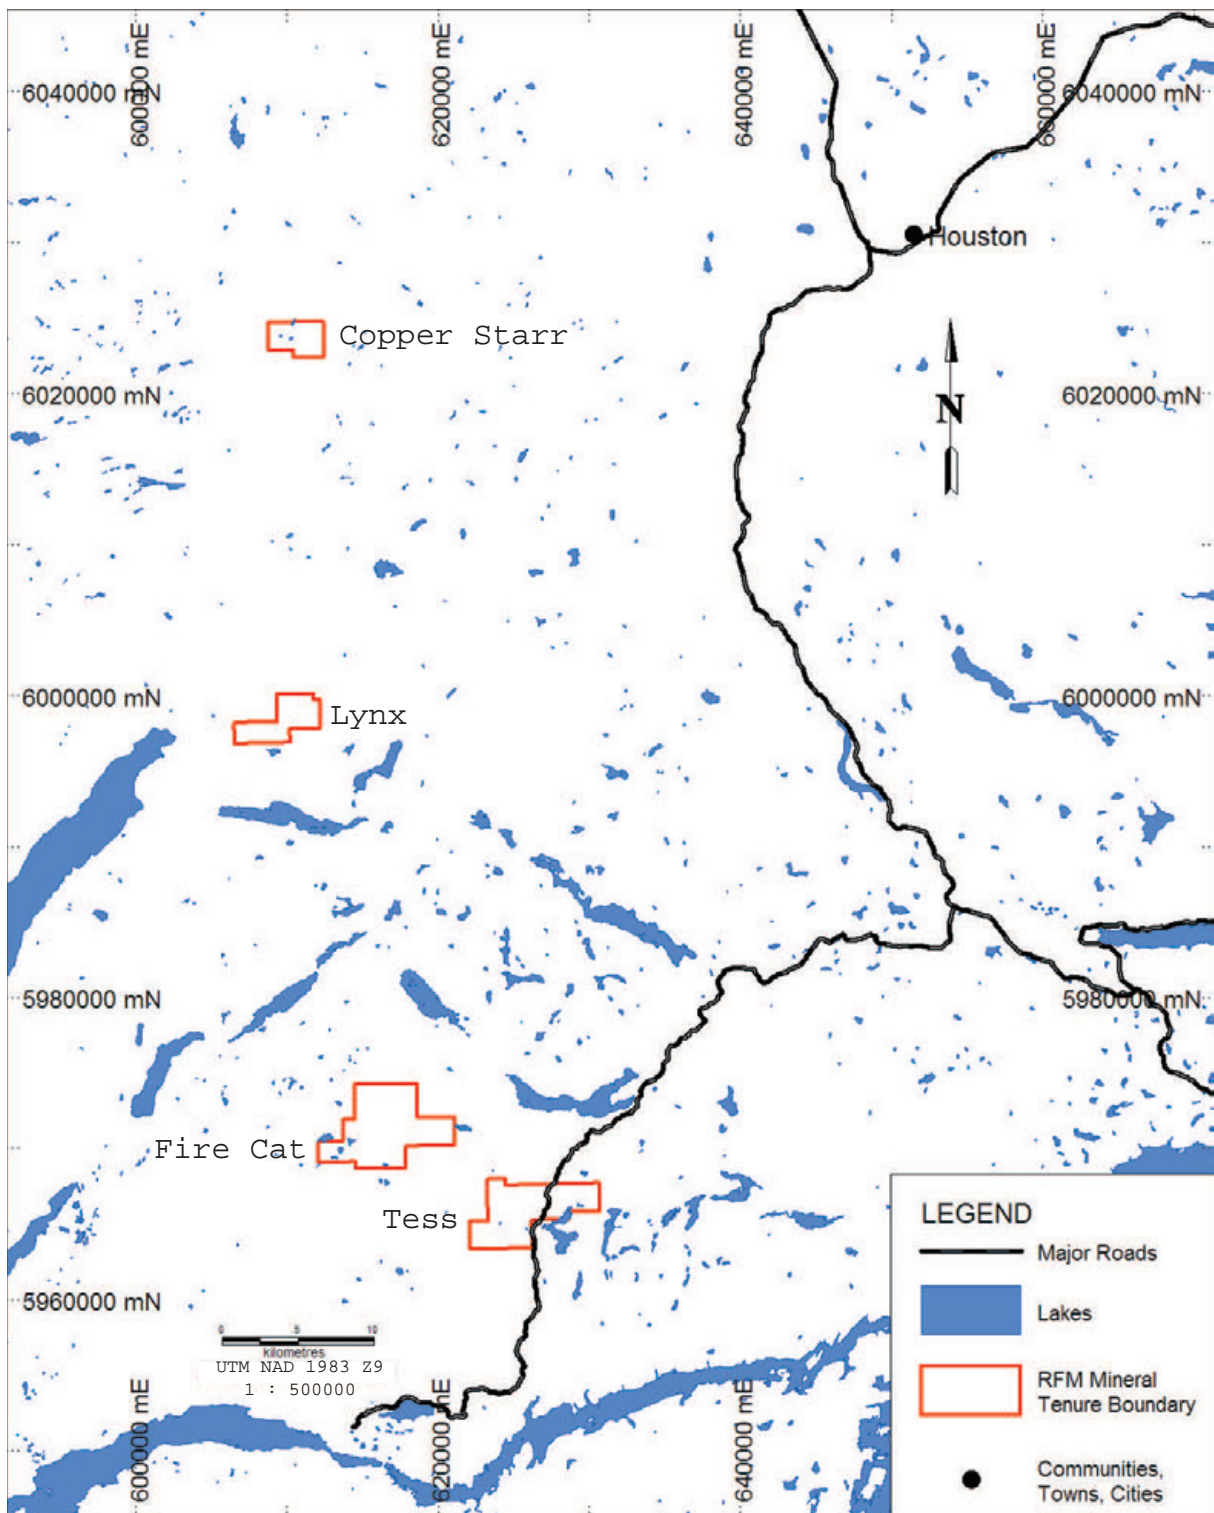 600000 mE
620000 mE
640000 mE
660000 mE
6040000 mN
6040000 mN
Houston
Copper Starr
6020000 mN
6020000 mN
N
6000000 mN
6000000 mN
Lynx
5980000 mN
5980000 mN
Fire Cat
Tess
5960000 mN
0 5 10
kilometres
UTM NAD 1983 Z9
1 : 500000
600000 mE
620000 mE
640000 mE
LEGEND
Major Roads
Lakes
RFM Mineral
Tenure Boundary
Communities,
Towns, Cities